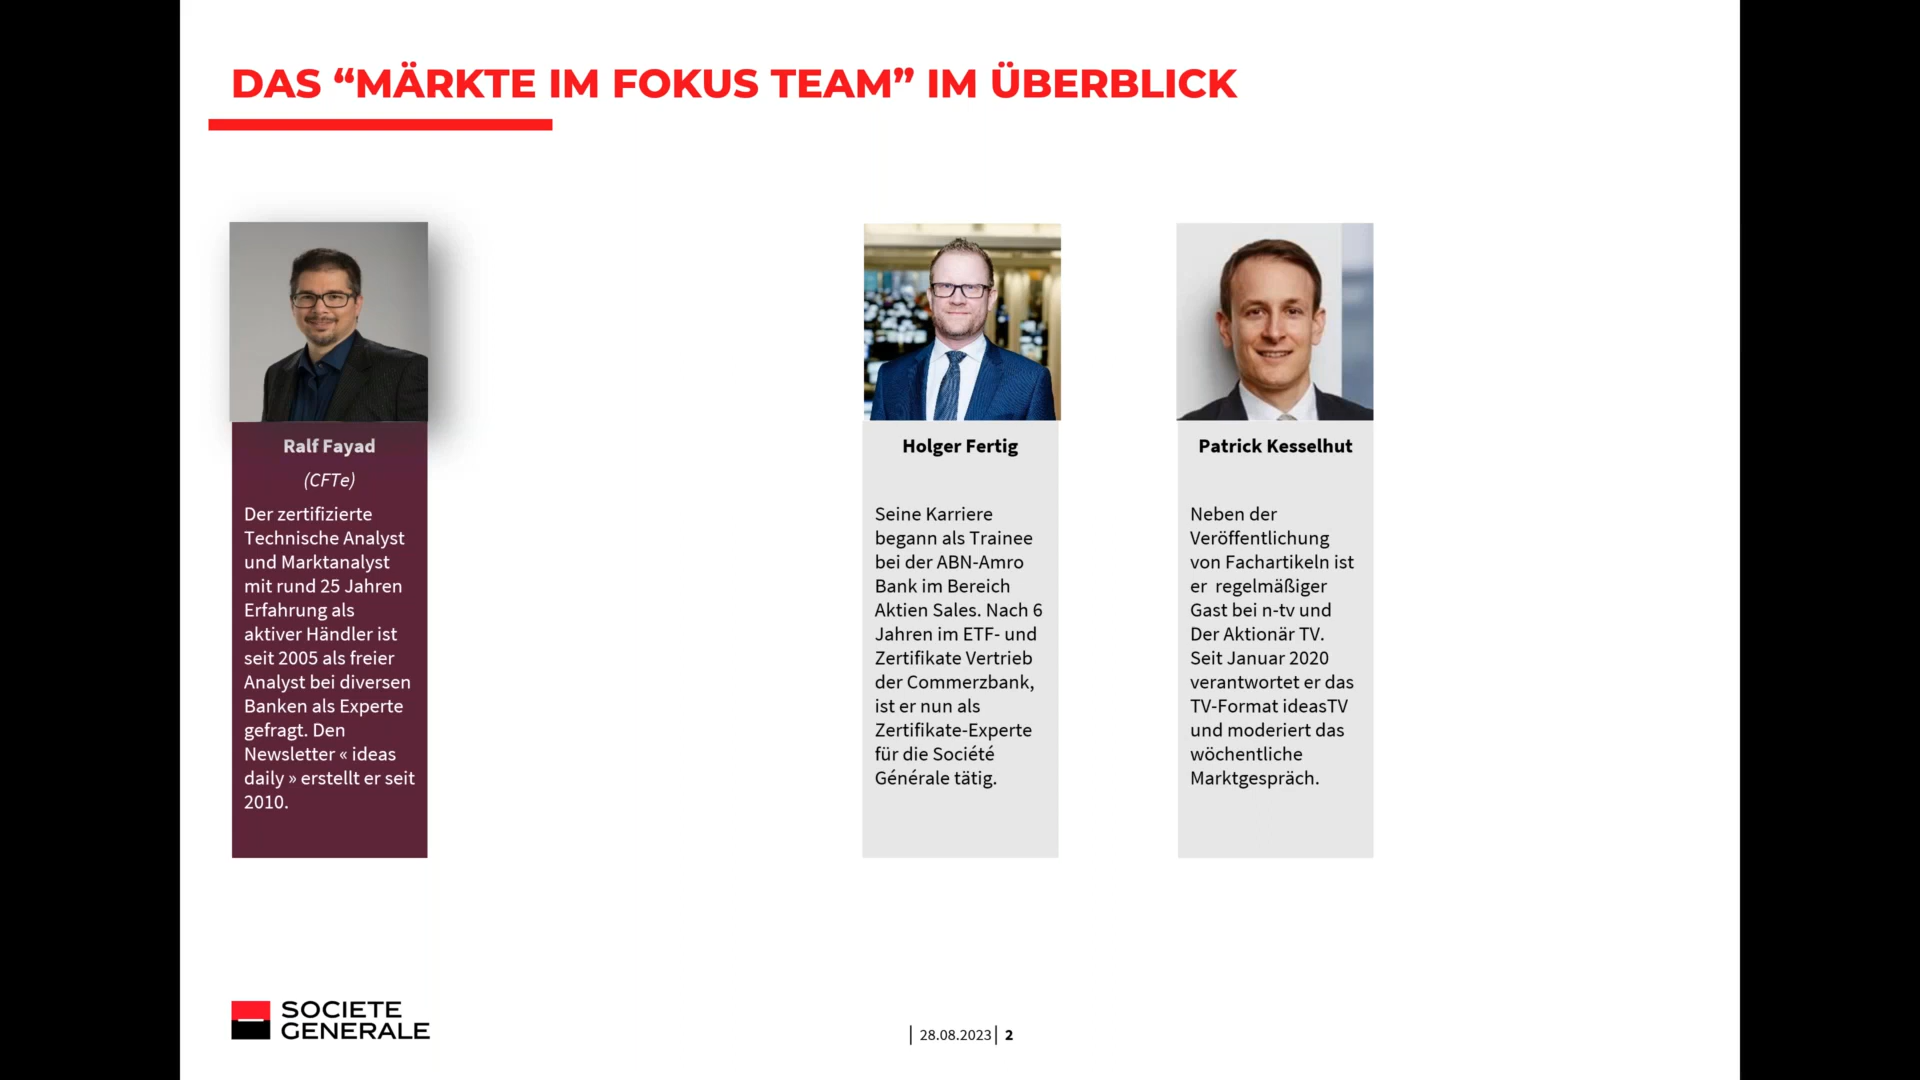 DAS “MÄRKTE IM FOKUS TEAM” IM ÜBERBLICK
Ralf Fayad
(CFTe)
Der zertifizierte
Technische Analyst
und Marktanalyst
mit rund 25 Jahren
Erfahrung als
aktiver Händler ist
seit 2005 als freier
Analyst bei diversen
Banken als Experte
gefragt. Den
Newsletter « ideas
daily » erstellt er seit
2010.
Holger Fertig
Seine Karriere
begann als Trainee
bei der ABN-Amro
Bank im Bereich
Aktien Sales. Nach 6
Jahren im ETF- und
Zertifikate Vertrieb
der Commerzbank,
ist er nun als
Zertifikate-Experte
für die Société
Générale tätig.
Patrick Kesselhut
Neben der
Veröffentlichung
von Fachartikeln ist
er  regelmäßiger
Gast bei n-tv und
Der Aktionär TV.
Seit Januar 2020
verantwortet er das
TV-Format ideasTV
und moderiert das
wöchentliche
Marktgespräch.
SOCIETE
GENERALE
| 28.08.2023 | 2